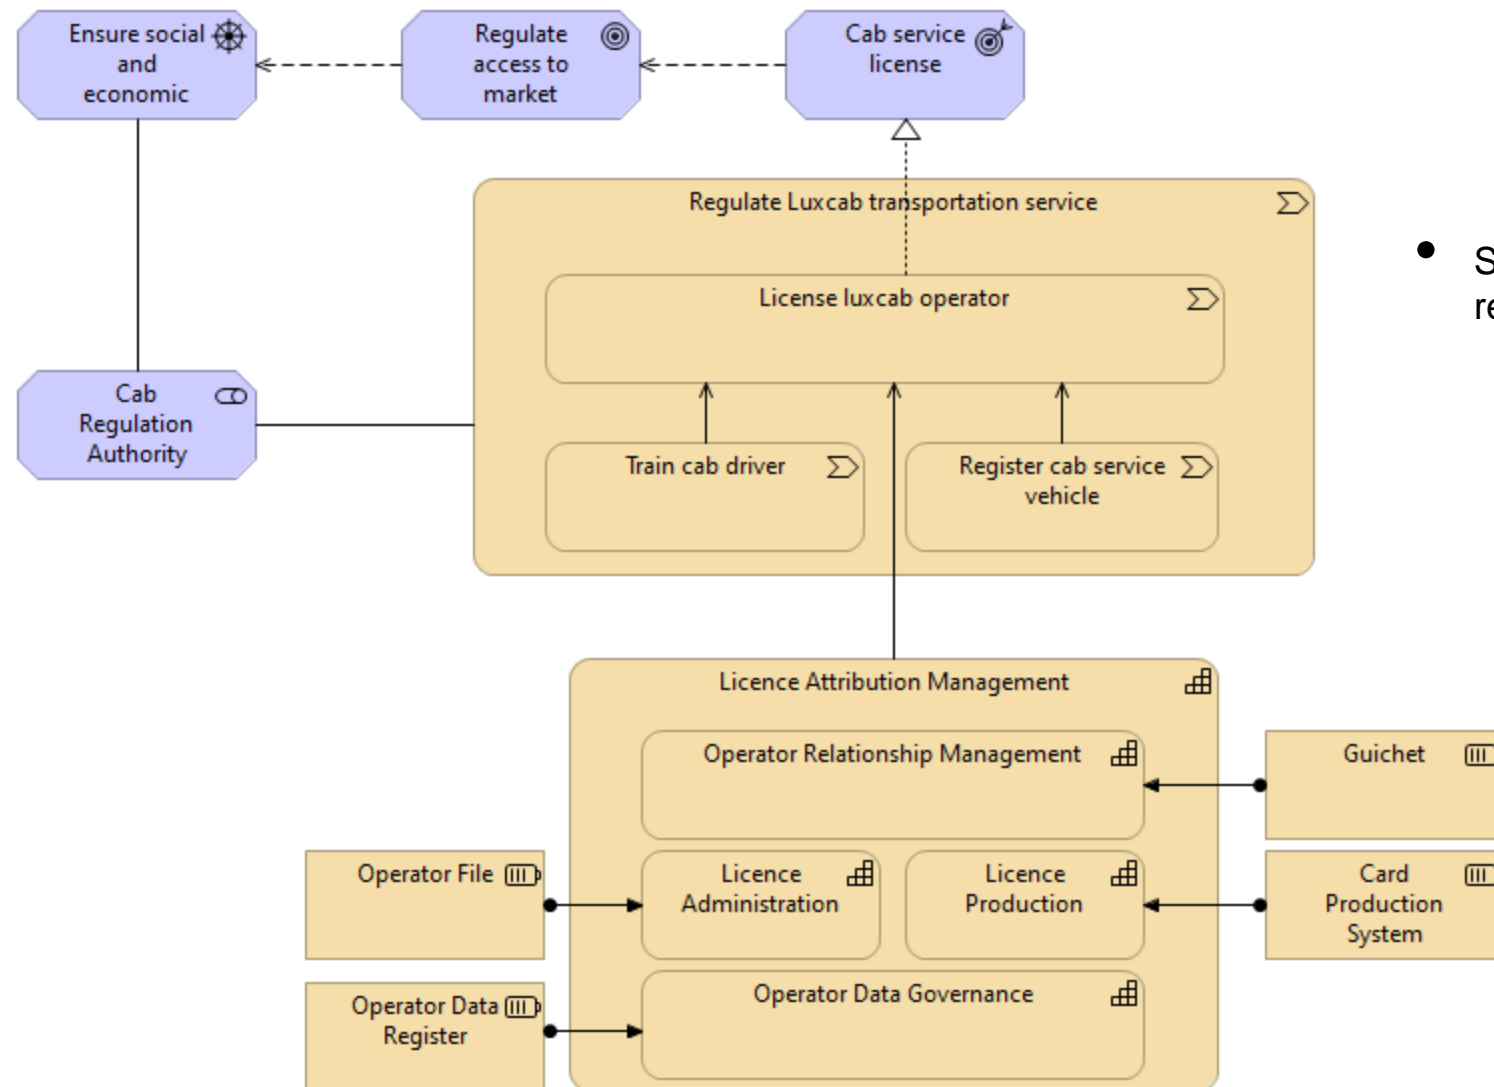 Ensure social
and
economic
Regulate
access to
market
Cab service
license
Regulate Luxcab transportation service
License luxcab operator
Cab
Regulation
Authority
Train cab driver
Register cab service
vehicle
Licence Attribution Management
Operator Relationship Management
Guichet
Operator File
Licence
Administration
Licence
Production
Card
Production
System
Operator Data
Register
Operator Data Governance